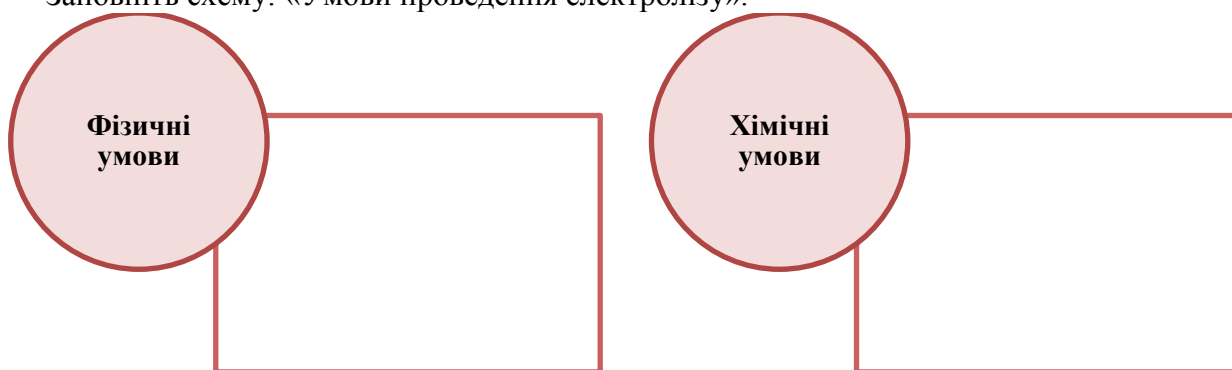 Заповніть схему: «Умови проведення електролізу».
Фізичні
умови
Хімічні
умови